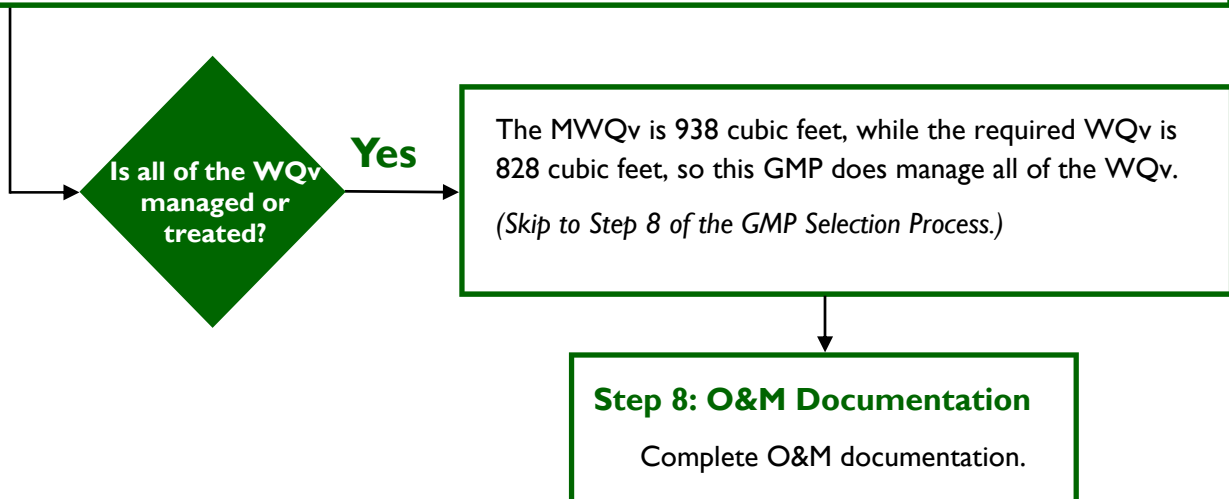 Is all of the WQv
managed or
treated?
Yes
The MWQv is 938 cubic feet, while the required WQv is
828 cubic feet, so this GMP does manage all of the WQv.
(Skip to Step 8 of the GMP Selection Process.)
Step 8: O&M Documentation
Complete O&M documentation.